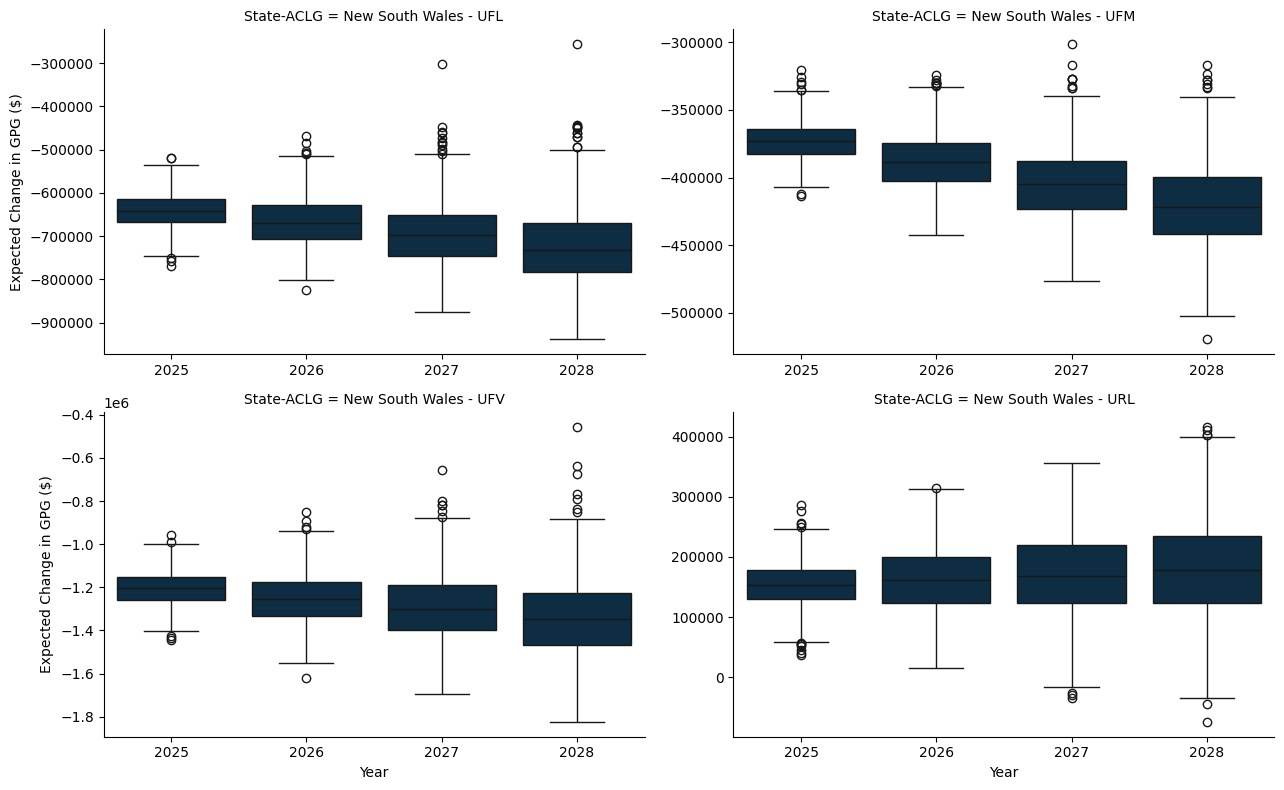 State-ACLG = New South Wales - UFL
Expected Change in GPG ($)
−300000
−400000
−500000
−600000
−700000
−800000
−900000
2025 2026 2027 2028
State-ACLG = New South Wales - UFM
−300000
−350000
−400000
−450000
−500000
2025 2026 2027 2028
State-ACLG = New South Wales - UFV
1e6
Expected Change in GPG ($)
−0.4
−0.6
−0.8
−1.0
−1.2
−1.4
−1.6
−1.8
2025 2026 2027 2028
Year
State-ACLG = New South Wales - URL
400000
300000
200000
100000
0
2025 2026 2027 2028
Year